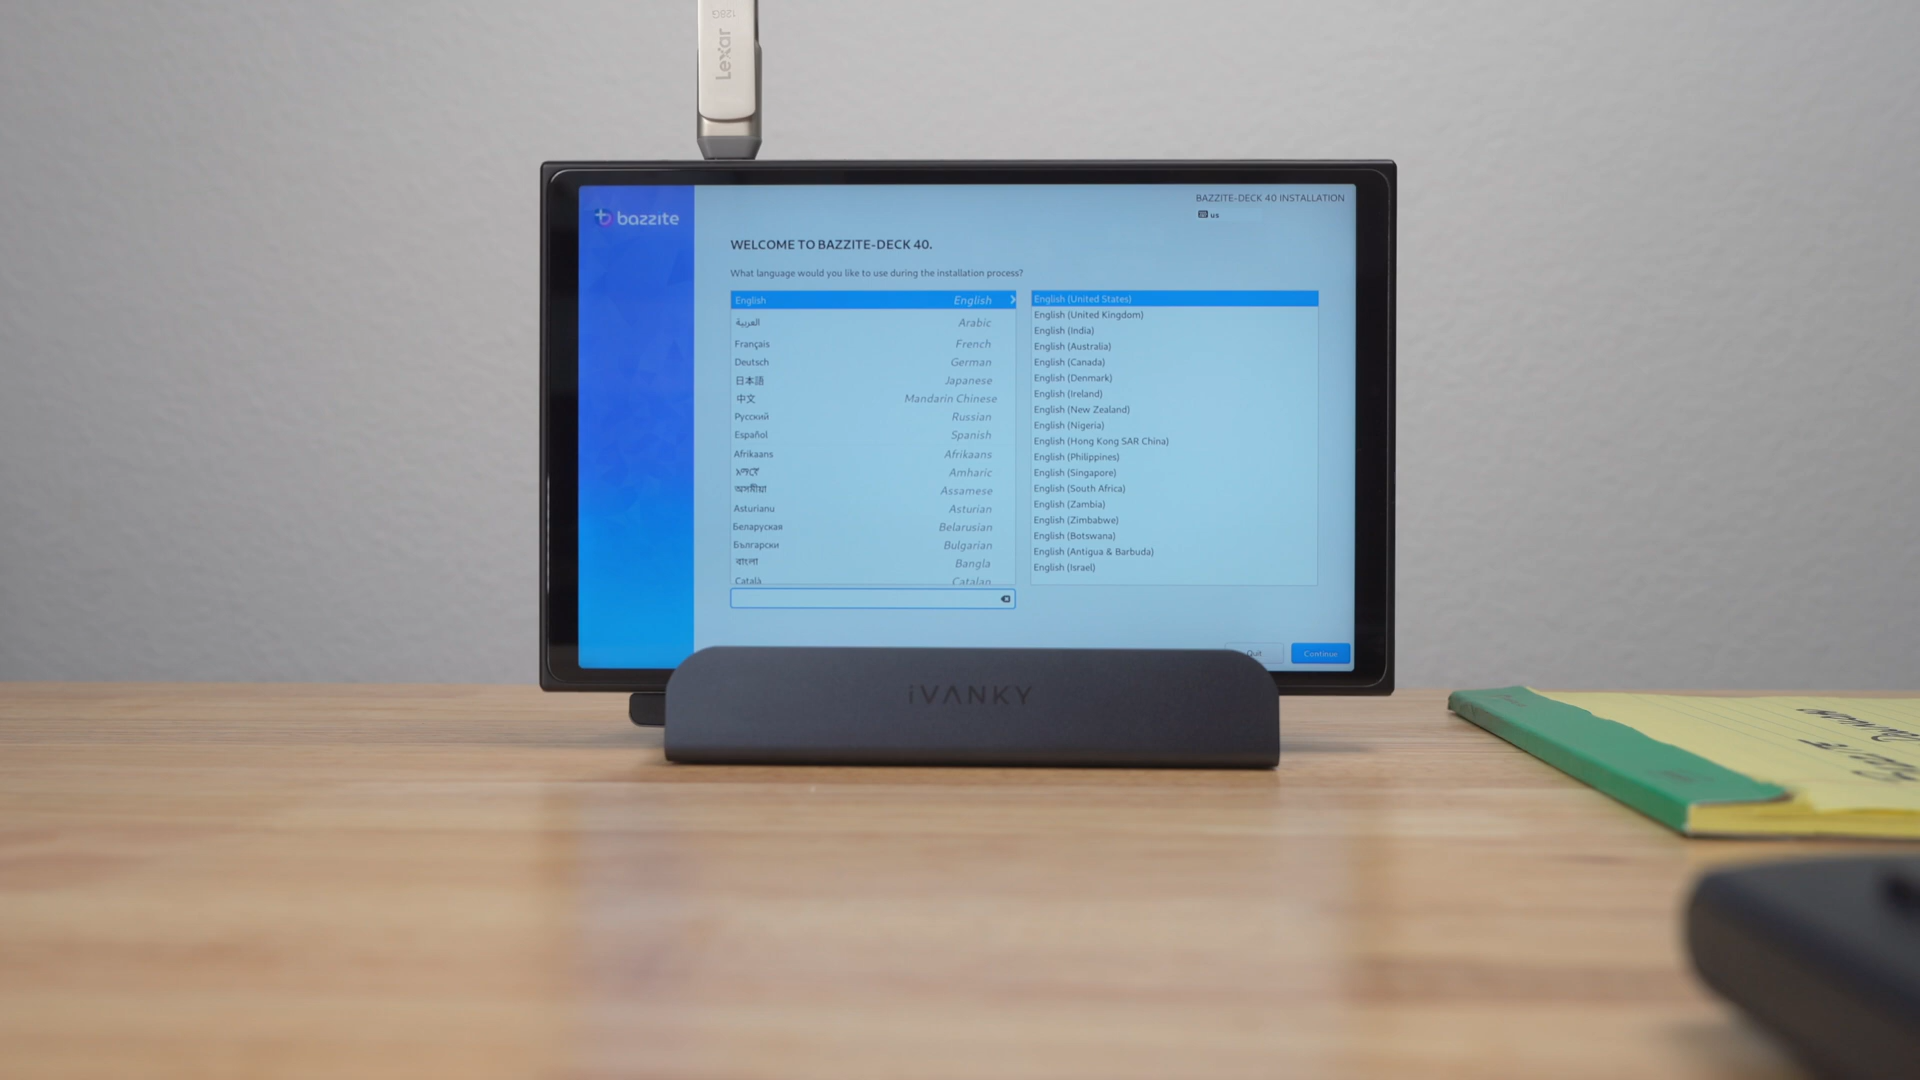 128G
Lexar
bazzite
BAZZITE-DECK 40 INSTALLATION
us
WELCOME TO BAZZITE-DECK 40.
What language would you like to use during the installation process?
English English
العربية Arabic
Français French
Deutsch German
日本語 Japanese
中文 Mandarin Chinese
Русский Russian
Español Spanish
Afrikaans Afrikaans
አማርኛ Amharic
অসমীয়া Assamese
Asturianu Asturian
Беларуская Belarusian
Български Bulgarian
বাংলা Bangla
Català Catalan
English (United States)
English (United Kingdom)
English (India)
English (Australia)
English (Canada)
English (Denmark)
English (Ireland)
English (New Zealand)
English (Nigeria)
English (Hong Kong SAR China)
English (Philippines)
English (Singapore)
English (South Africa)
English (Zambia)
English (Zimbabwe)
English (Botswana)
English (Antigua & Barbuda)
English (Israel)
Quit Continue
iVANKY